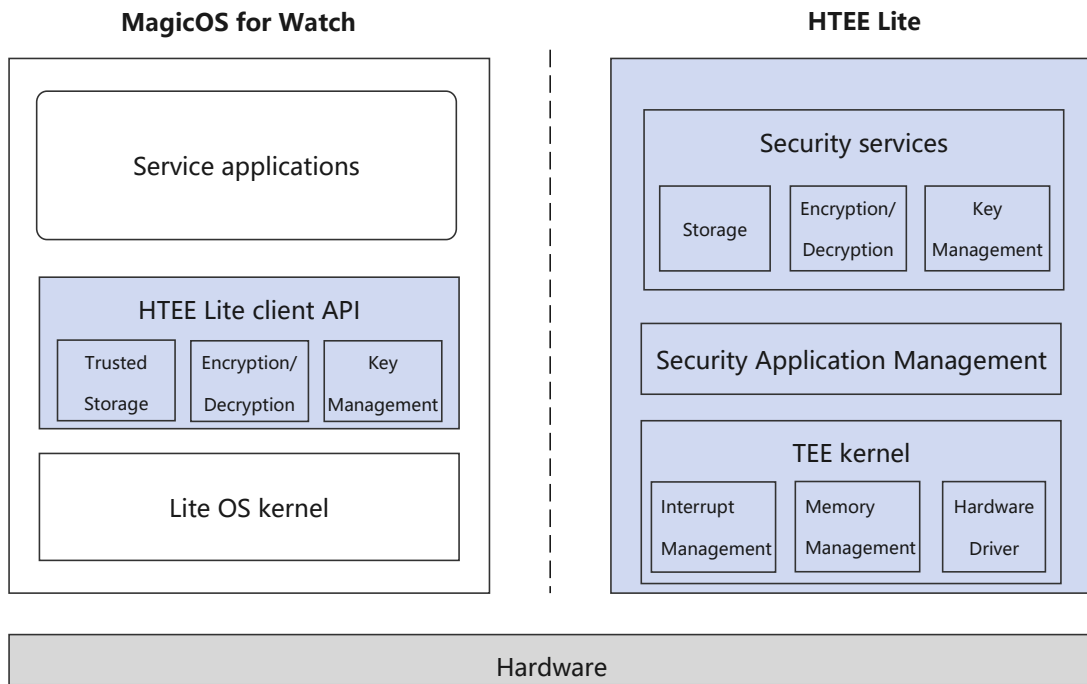 MagicOS for Watch
Service applications
HTEE Lite client API
Trusted
Storage
Encryption/
Decryption
Key
Management
Lite OS kernel
HTEE Lite
Security services
Storage
Encryption/
Decryption
Key
Management
Security Application Management
TEE kernel
Interrupt
Management
Memory
Management
Hardware
Driver
Hardware